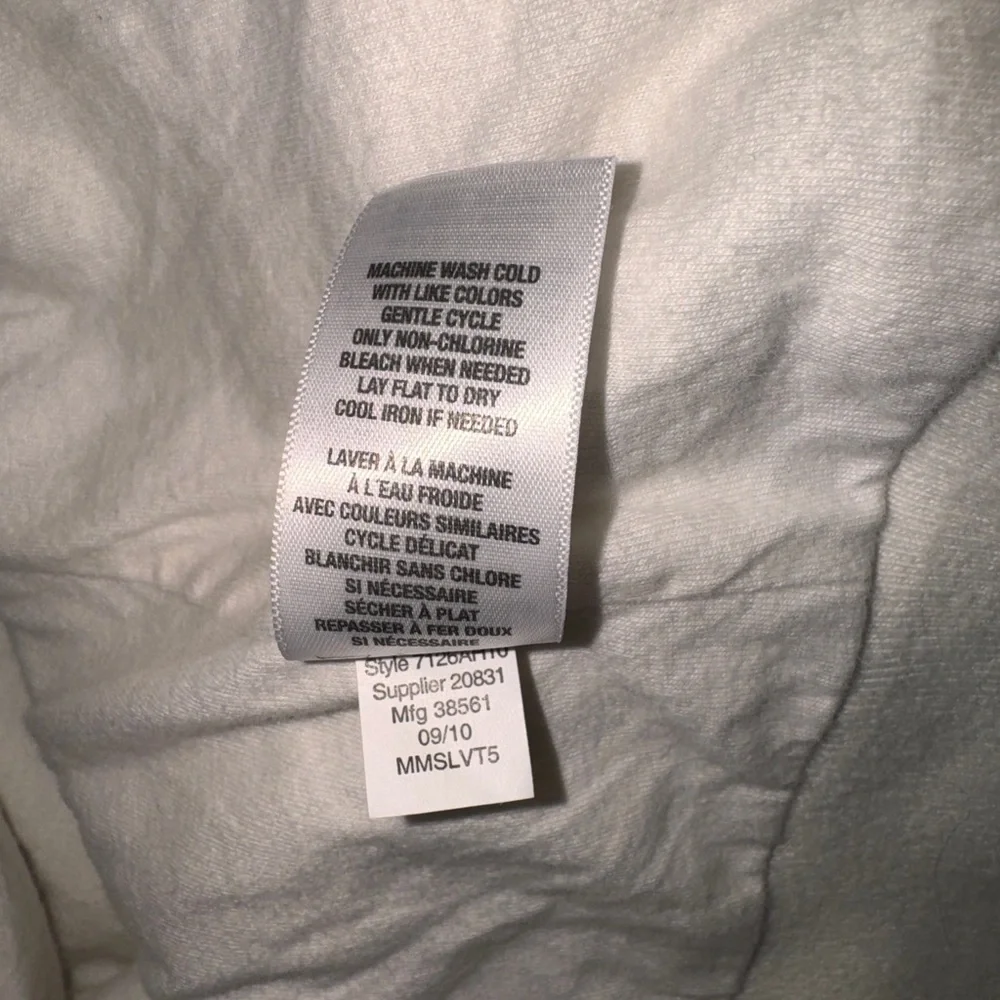 MACHINE WASH COLD
WITH LIKE COLORS
GENTLE CYCLE
ONLY NON-CHLORINE
BLEACH WHEN NEEDED
LAY FLAT TO DRY
COOL IRON IF NEEDED
LAVER À LA MACHINE
À L'EAU FROIDE
AVEC COULEURS SIMILAIRES
CYCLE DÉLICAT
BLANCHIR SANS CHLORE
SI NÉCESSAIRE
SÉCHER À PLAT
REPASSER À FER DOUX
SI NÉCESSAIRE
Style
Supplier 20831
Mfg 38561
09/10
MMSLVT5